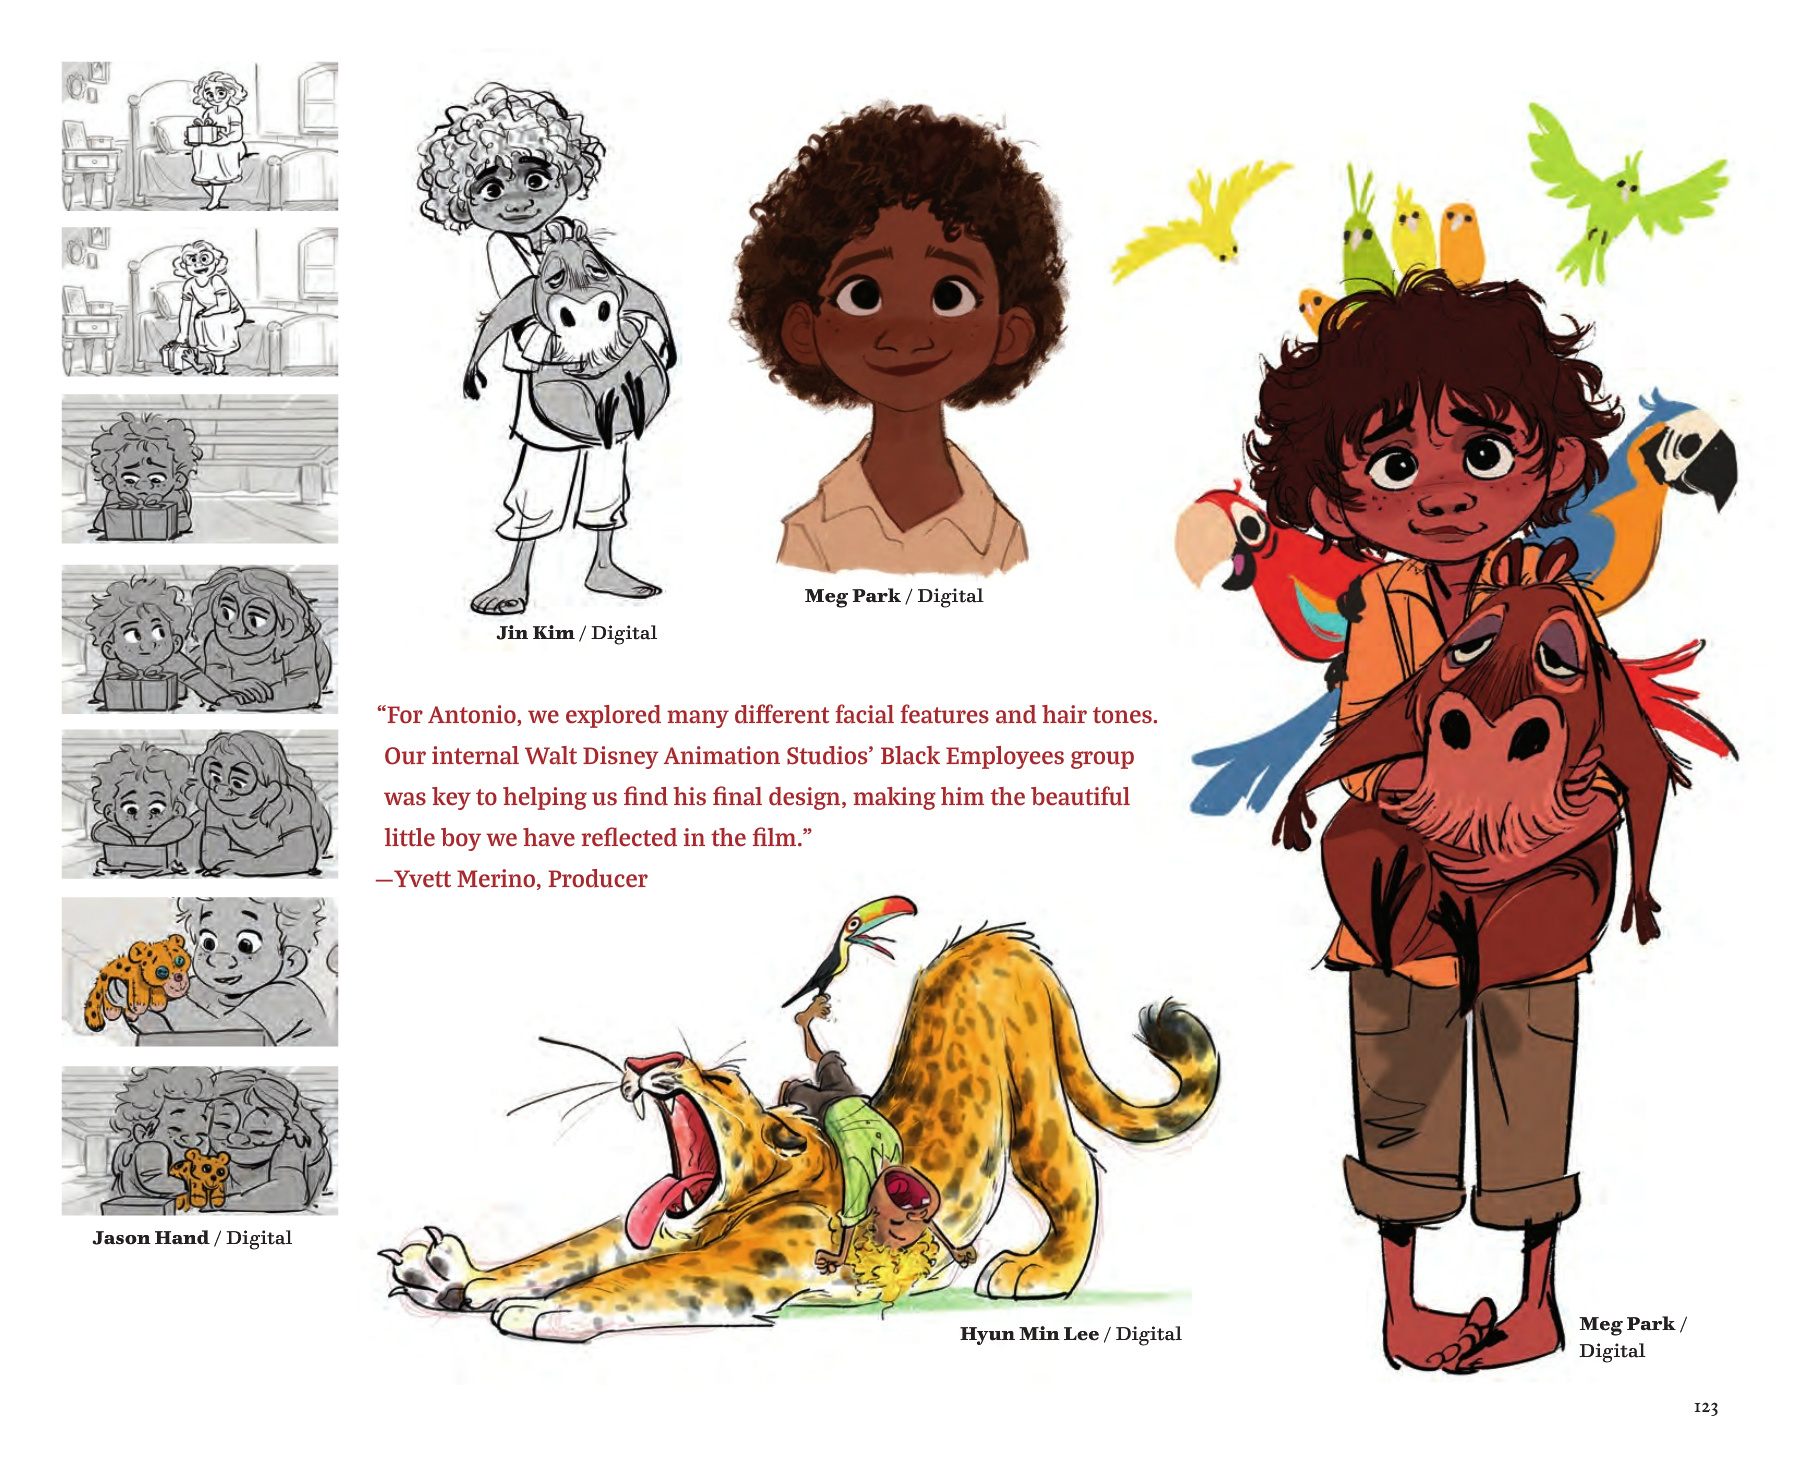 Jin Kim / Digital
Meg Park / Digital
“For Antonio, we explored many different facial features and hair tones.
Our internal Walt Disney Animation Studios’ Black Employees group
was key to helping us find his final design, making him the beautiful
little boy we have reflected in the film.”
—Yvett Merino, Producer
Jason Hand / Digital
Hyun Min Lee / Digital
Meg Park /
Digital
123